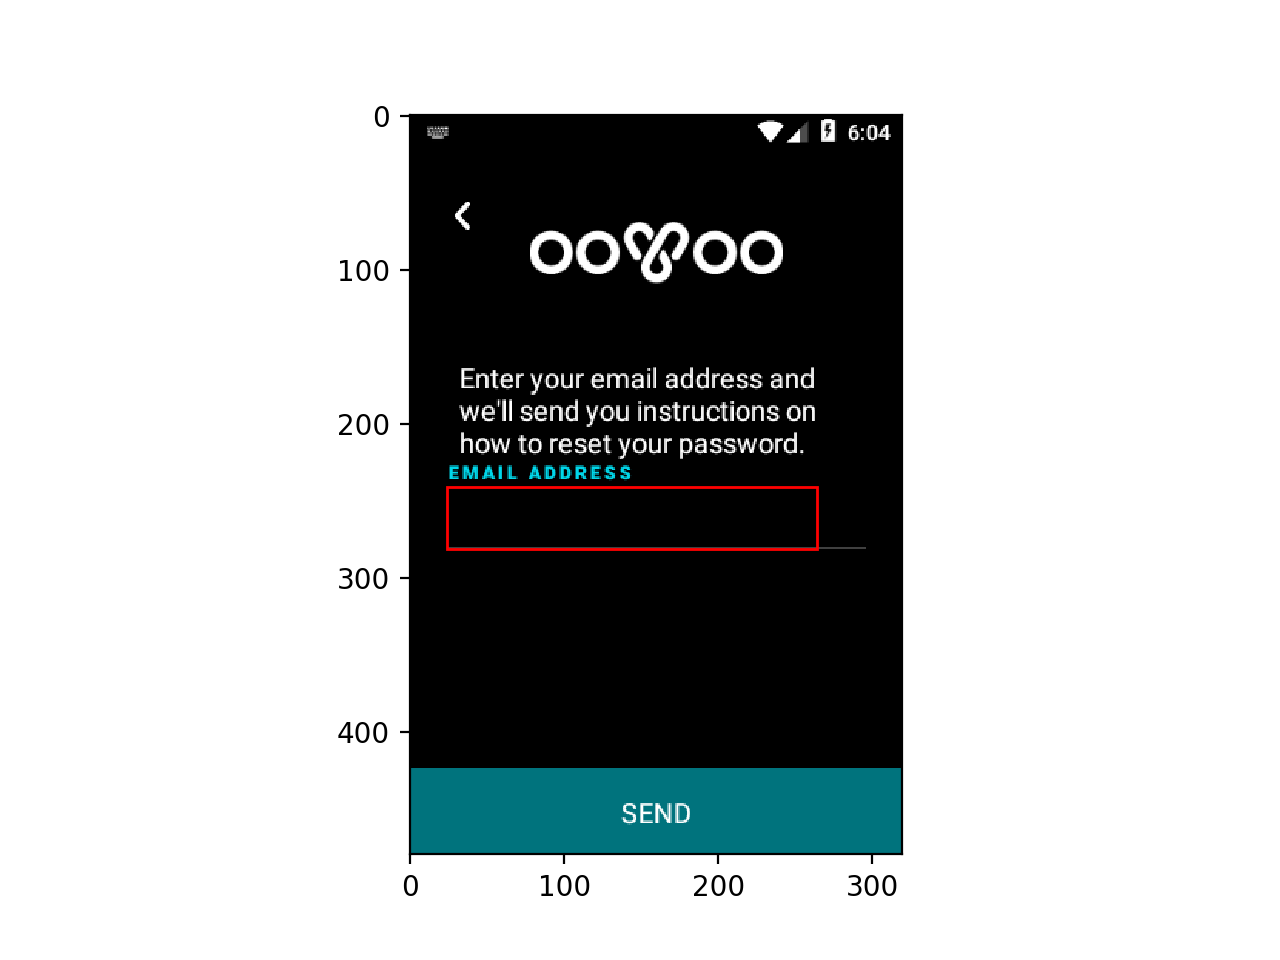 6:04
ooVoo
Enter your email address and
we'll send you instructions on
how to reset your password.
EMAIL ADDRESS
SEND
0
100
200
300
400
0
100
200
300